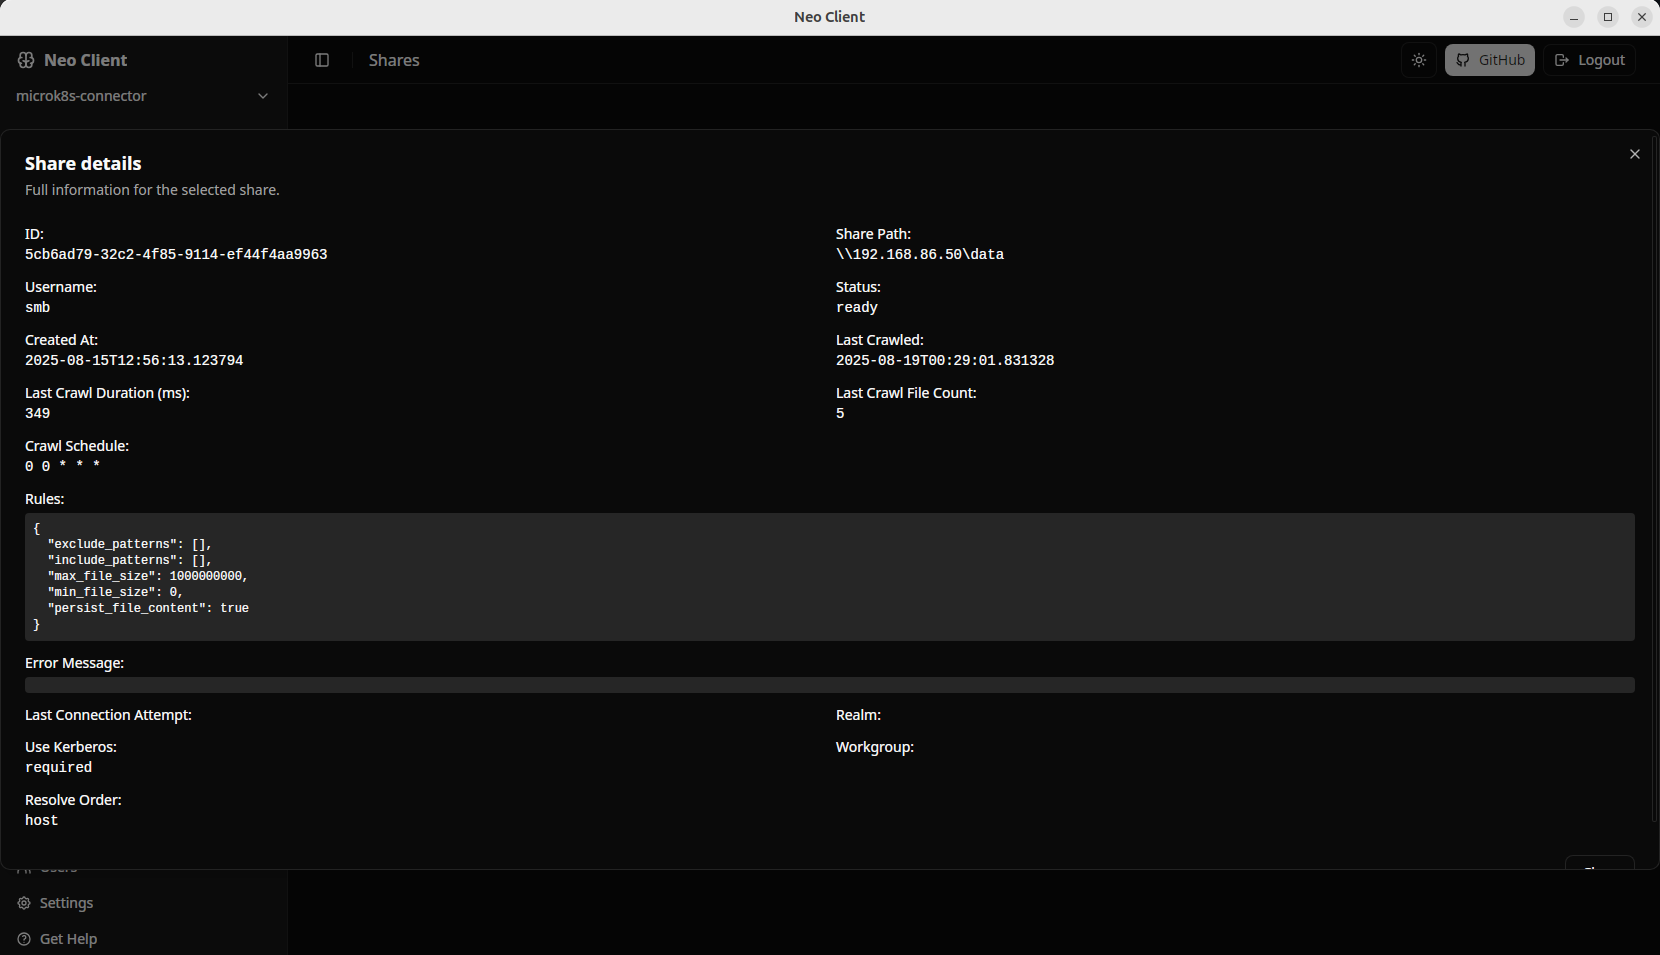 Neo Client
Neo Client
Shares
GitHub
Logout
microk8s-connector
Share details
Full information for the selected share.
ID:
5cb6ad79-32c2-4f85-9114-ef44f4aa9963
Share Path:
\\192.168.86.50\data
Username:
smb
Status:
ready
Created At:
2025-08-15T12:56:13.123794
Last Crawled:
2025-08-19T00:29:01.831328
Last Crawl Duration (ms):
349
Last Crawl File Count:
5
Crawl Schedule:
0 0 * * *
Rules:
{
"exclude_patterns": [],
"include_patterns": [],
"max_file_size": 1000000000,
"min_file_size": 0,
"persist_file_content": true
}
Error Message:
Last Connection Attempt:
Realm:
Use Kerberos:
required
Workgroup:
Resolve Order:
host
Settings
Get Help